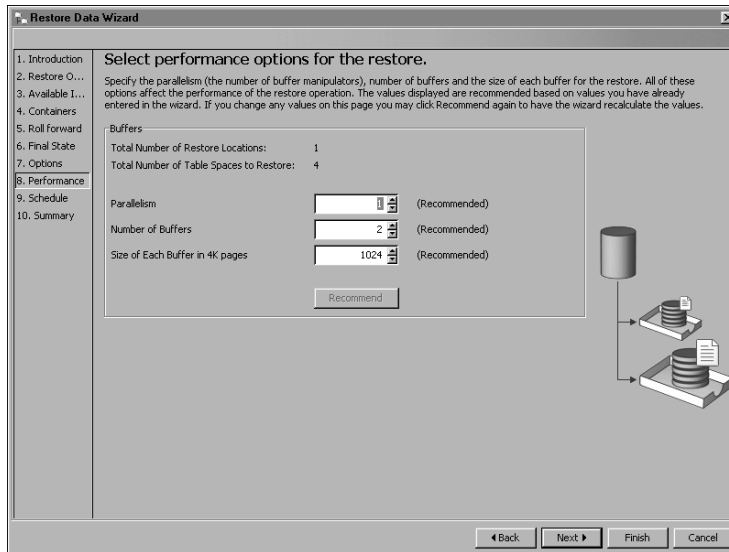 Restore Data Wizard
1. Introduction
2. Restore O...
3. Available I...
4. Containers
5. Roll forward
6. Final State
7. Options
8. Performance
9. Schedule
10. Summary
Select performance options for the restore.
Specify the parallelism (the number of buffer manipulators), number of buffers and the size of each buffer for the restore. All of these
options affect the performance of the restore operation. The values displayed are recommended based on values you have already
entered in the wizard. If you change any values on this page you may click Recommend again to have the wizard recalculate the values.
Buffers
Total Number of Restore Locations: 1
Total Number of Table Spaces to Restore: 4
Parallelism 1 (Recommended)
Number of Buffers 2 (Recommended)
Size of Each Buffer in 4K pages 1024 (Recommended)
Recommend
Back Next Finish Cancel